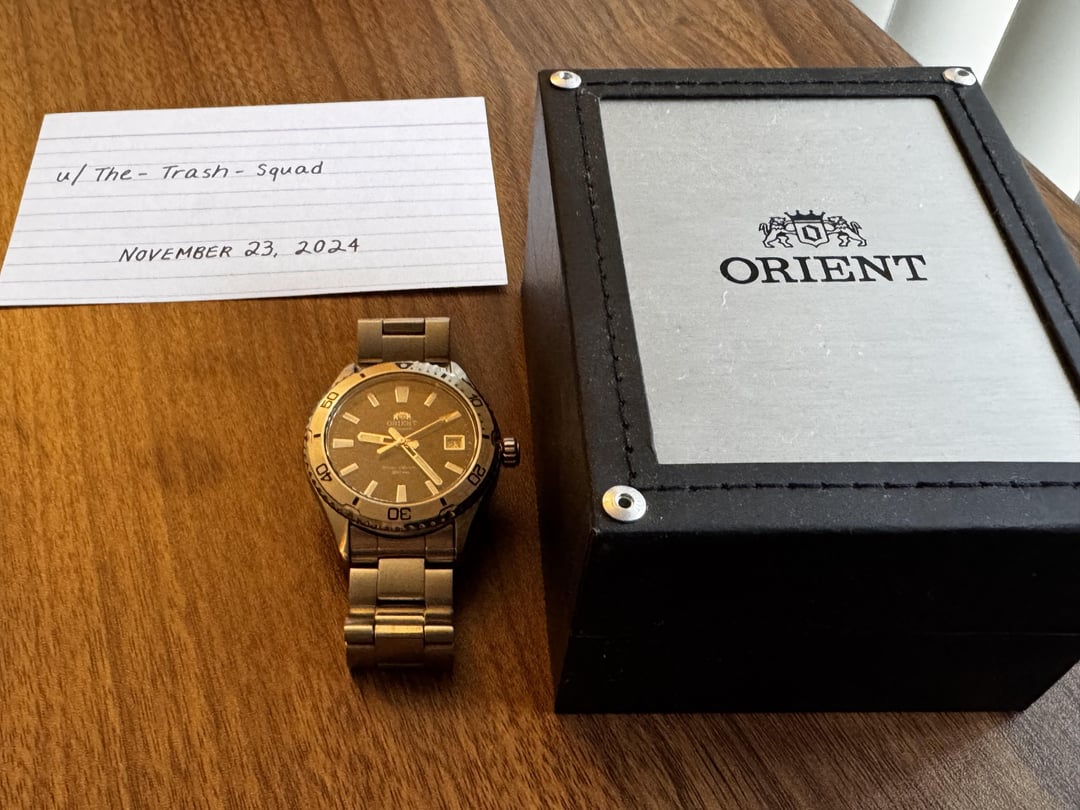 u/The-Trash-Squad
NOVEMBER 23, 2024
ORIENT
ORIENT
50
10
40
20
30